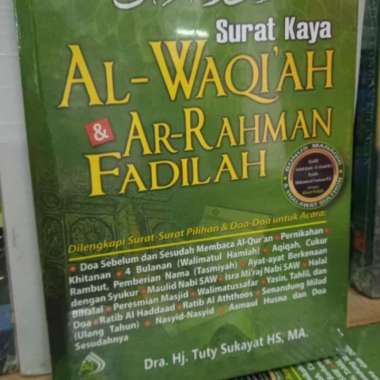 Surat Kaya
AL-WAQI'AH
& AR-RAHMAN
FADILAH
Dilengkapi Surat-Surat Pilihan & Doa-Doa untuk Acara:
• Doa Sebelum dan Sesudah Membaca Al-Qur'an • Pernikahan •
Khitanan • 4 Bulanan (Walimatul Hamlah) • Aqiqah, Cukur
Rambut, Pemberian Nama (Tasmiyah) • Ayat-ayat Berkenaan
dengan Syukur • Maulid Nabi SAW • Isra Mi'raj Nabi SAW • Halal
Bihalal • Peresmian Masjid • Walimatussafar • Yasin, Tahlil, dan
Doa • Ratib Al Haddaad • Ratib Al Aththoos • Senandung Milad
(Ulang Tahun) • Nasyid-Nasyid • Asmaul Husna dan Doa
Sesudahnya
Dra. Hj. Tuty Sukayat HS, MA.